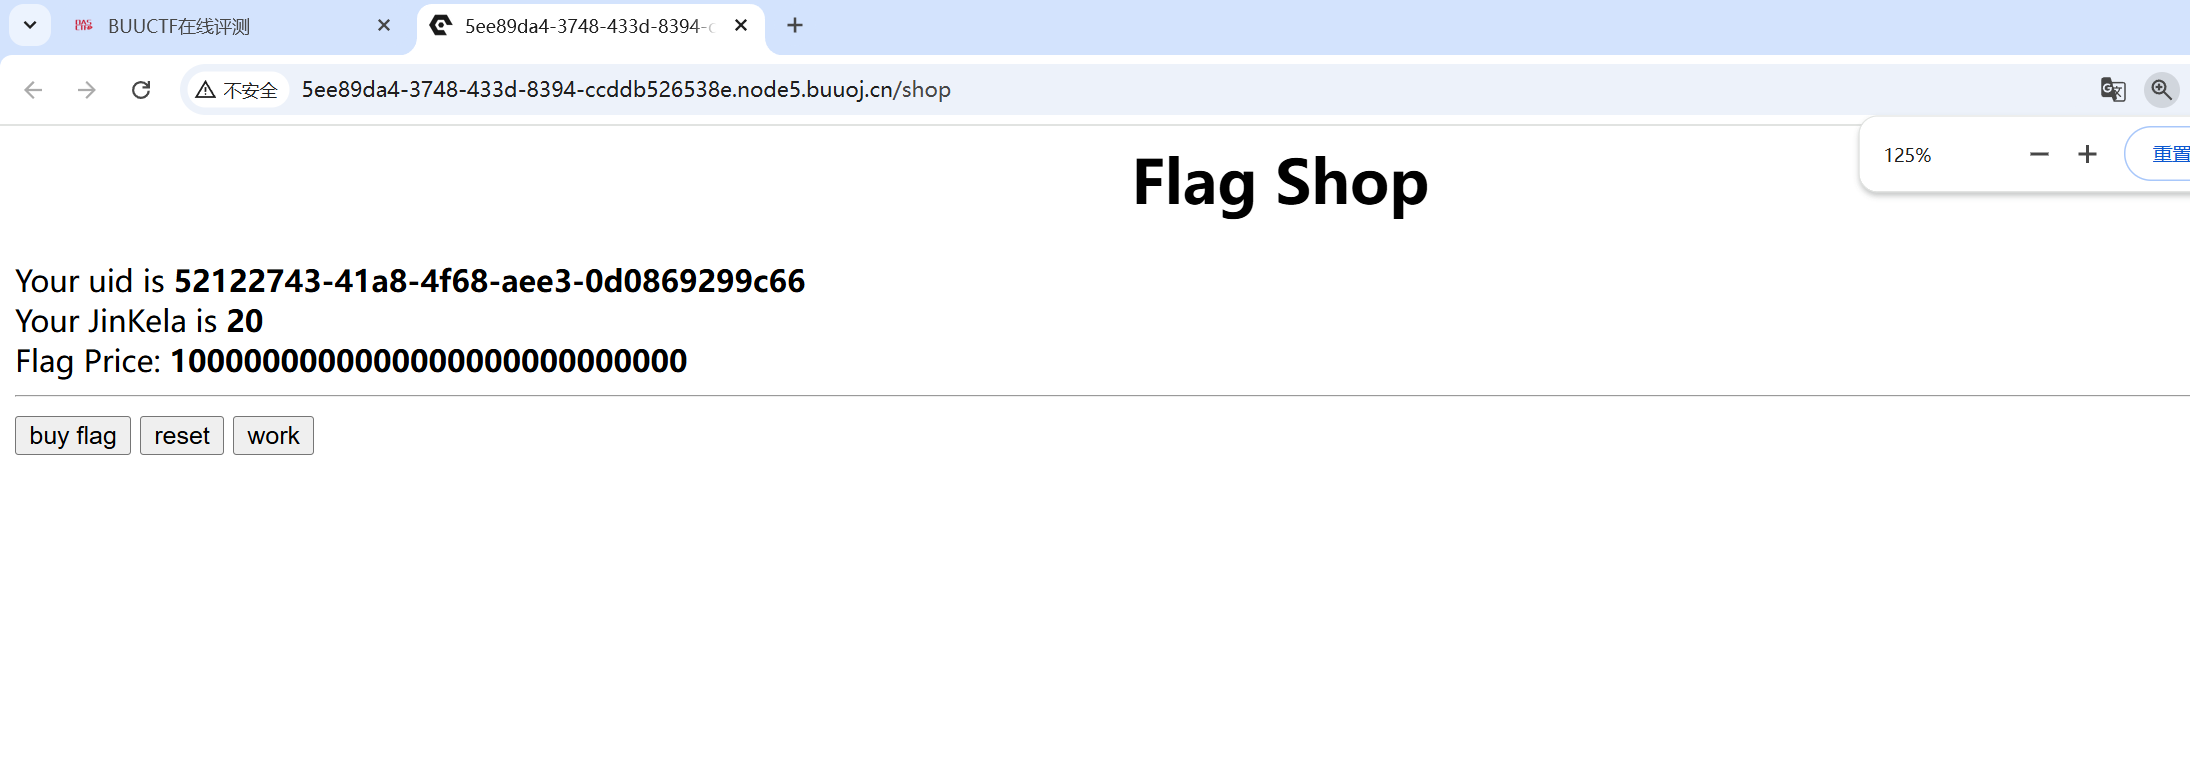 BUUCTF在线评测
5ee89da4-3748-433d-8394-c
不安全
5ee89da4-3748-433d-8394-ccddb526538e.node5.buuoj.cn/shop
125%
重置
Flag Shop
Your uid is 52122743-41a8-4f68-aee3-0d0869299c66
Your JinKela is 20
Flag Price: 1000000000000000000000000000
buy flag reset work